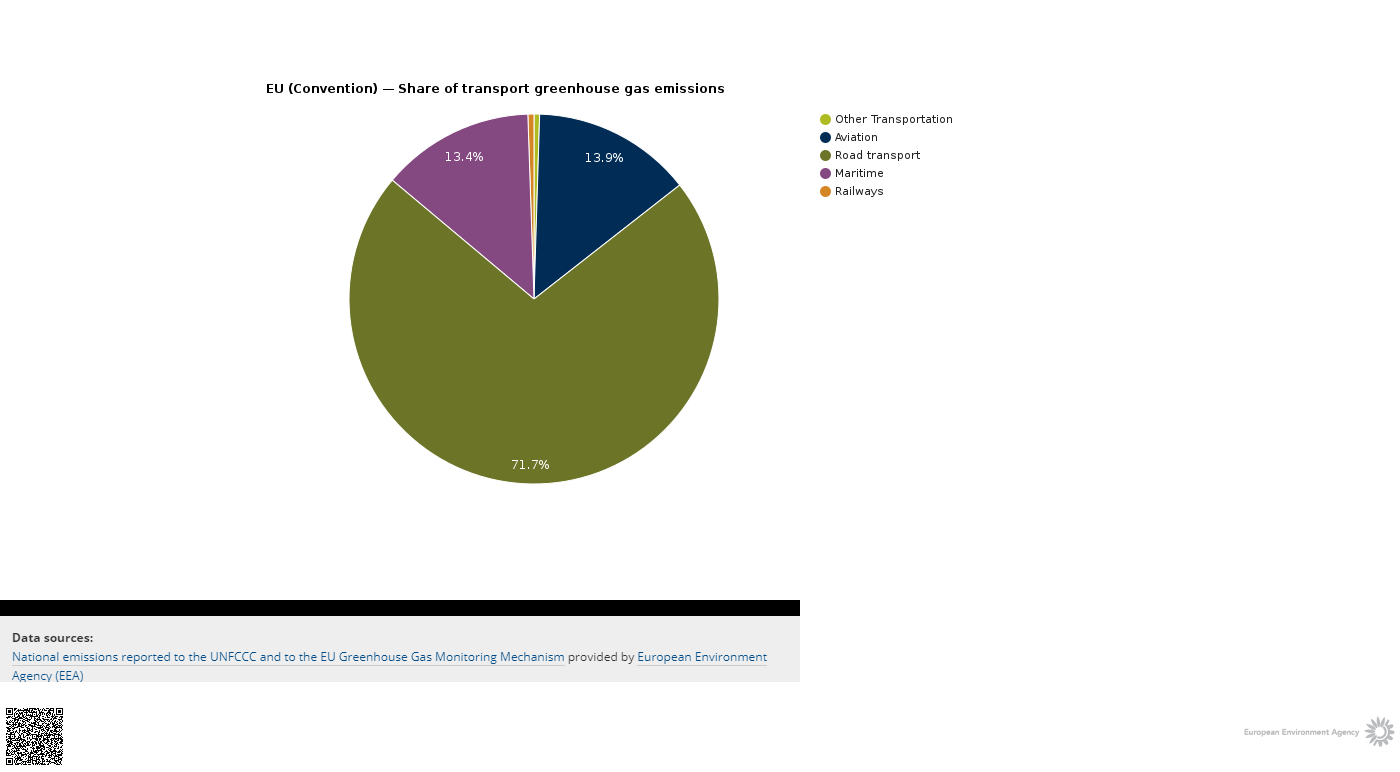 EU (Convention) — Share of transport greenhouse gas emissions
Other Transportation
Aviation
Road transport
Maritime
Railways
13.4%
13.9%
71.7%
Data sources:
National emissions reported to the UNFCCC and to the EU Greenhouse Gas Monitoring Mechanism provided by European Environment
Agency (EEA)
European Environment Agency